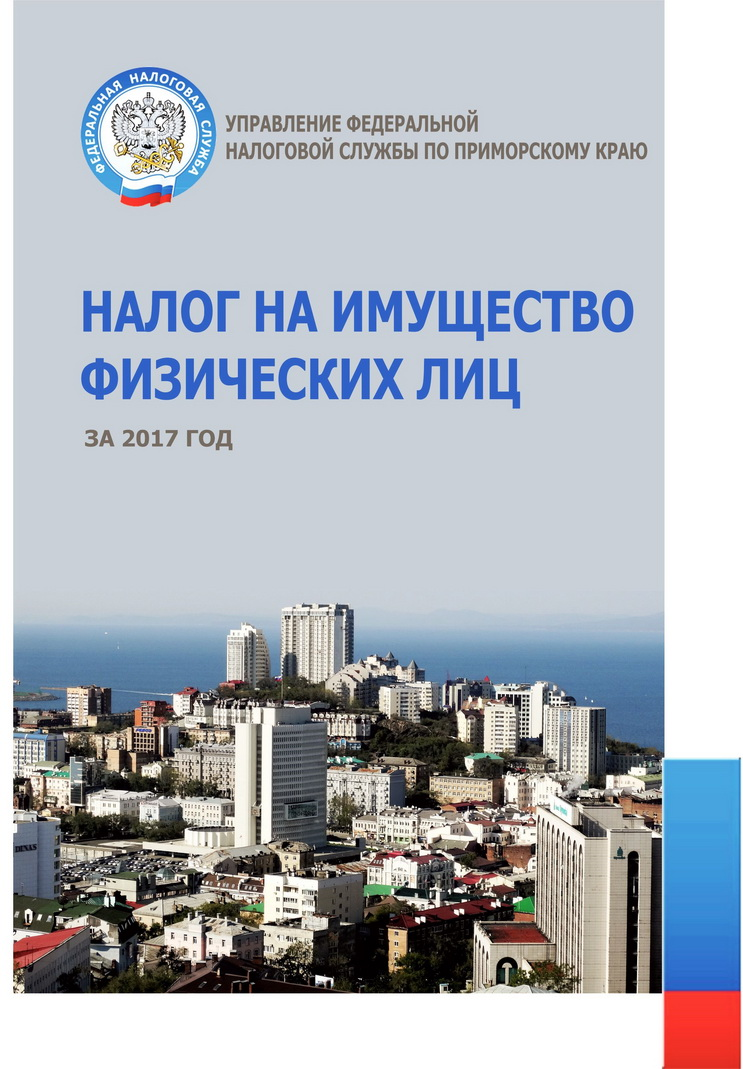 ФЕДЕРАЛЬНАЯ НАЛОГОВАЯ СЛУЖБА
УПРАВЛЕНИЕ ФЕДЕРАЛЬНОЙ
НАЛОГОВОЙ СЛУЖБЫ ПО ПРИМОРСКОМУ КРАЮ
НАЛОГ НА ИМУЩЕСТВО
ФИЗИЧЕСКИХ ЛИЦ
ЗА 2017 ГОД